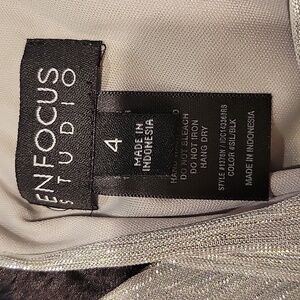 ENFOCUS
STUDIO
4
MADE IN
INDONESIA
DO NOT BLEACH
DO NOT IRON
HANG DRY
COLOR #SIL/BLK
MADE IN INDONESIA